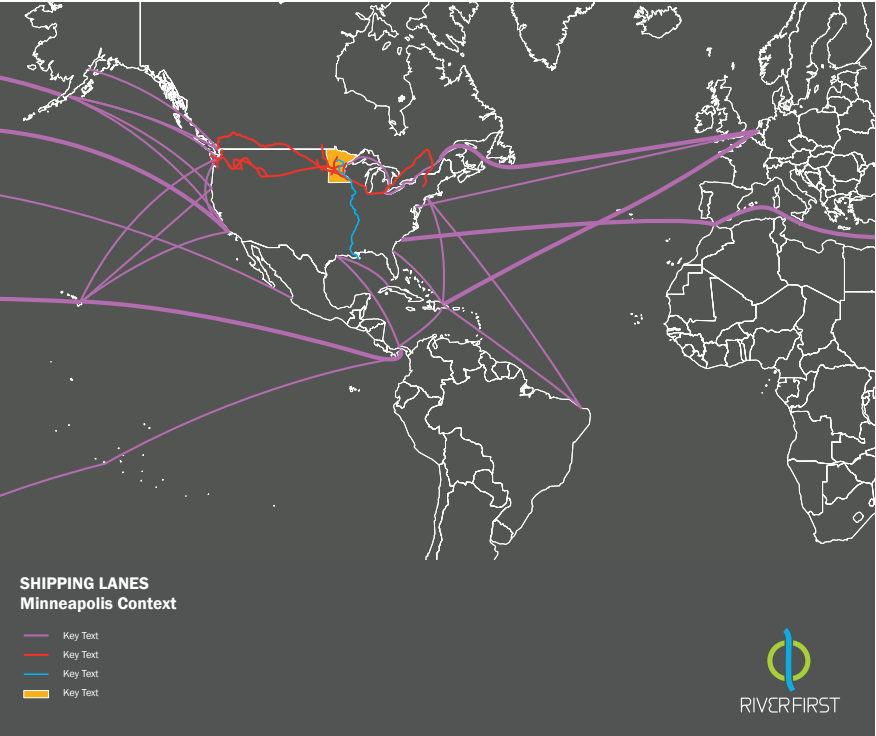 SHIPPING LANES
Minneapolis Context
Key Text
Key Text
Key Text
Key Text
RIVERFIRST